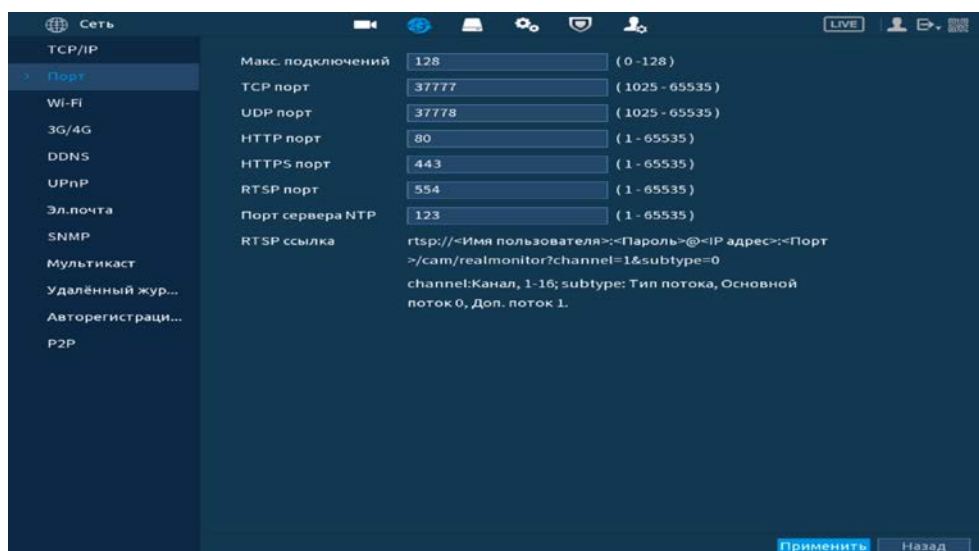 Сеть
LIVE
TCP/IP
Порт
Wi-Fi
3G/4G
DDNS
UPnP
Эл.почта
SNMP
Мультикаст
Удалённый жур...
Авторегистраци...
P2P
Макс. подключений 128 (0-128)
TCP порт 37777 (1025 - 65535)
UDP порт 37778 (1025 - 65535)
HTTP порт 80 (1 - 65535)
HTTPS порт 443 (1 - 65535)
RTSP порт 554 (1 - 65535)
Порт сервера NTP 123 (1 - 65535)
RTSP ссылка rtsp://<Имя пользователя>:<Пароль>@<IP адрес>:<Порт
>/cam/realmonitor?channel=1&subtype=0
channel:Канал, 1-16; subtype: Тип потока, Основной
поток 0, Доп. поток 1.
Применить Назад